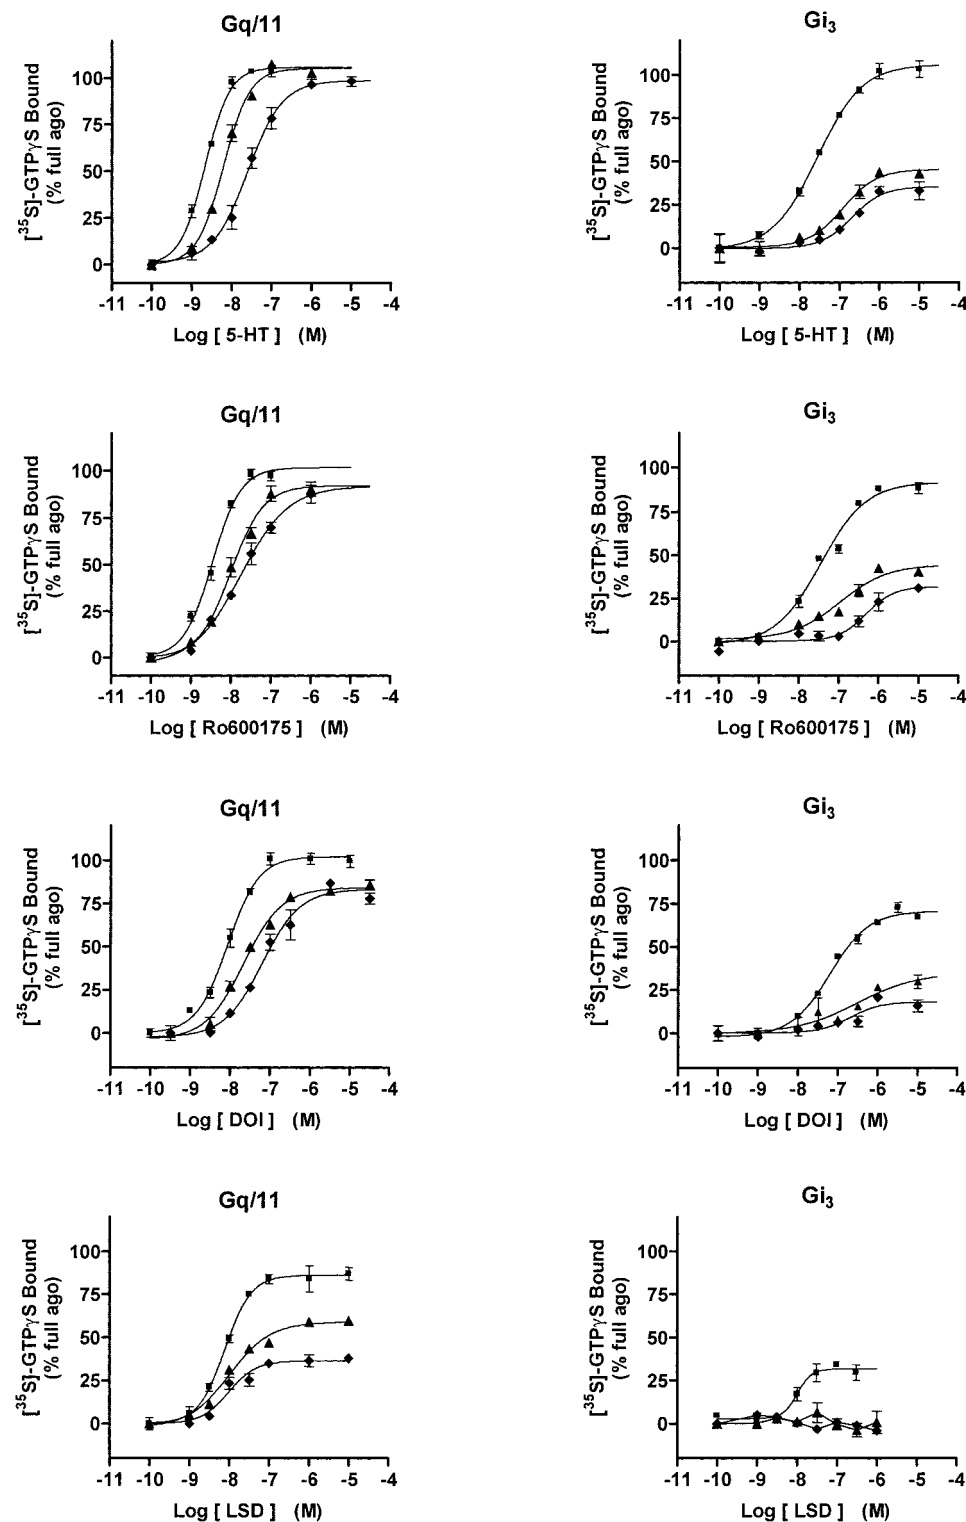 Gq/11
Gi3
[35S]-GTPγS Bound
(% full ago)
100
75
50
25
0
-11 -10 -9 -8 -7 -6 -5 -4
Log [ 5-HT ] (M)
[35S]-GTPγS Bound
(% full ago)
100
75
50
25
0
-11 -10 -9 -8 -7 -6 -5 -4
Log [ 5-HT ] (M)
Gq/11
Gi3
[35S]-GTPγS Bound
(% full ago)
100
75
50
25
0
-11 -10 -9 -8 -7 -6 -5 -4
Log [ Ro600175 ] (M)
[35S]-GTPγS Bound
(% full ago)
100
75
50
25
0
-11 -10 -9 -8 -7 -6 -5 -4
Log [ Ro600175 ] (M)
Gq/11
Gi3
[35S]-GTPγS Bound
(% full ago)
100
75
50
25
0
-11 -10 -9 -8 -7 -6 -5 -4
Log [ DOI ] (M)
[35S]-GTPγS Bound
(% full ago)
100
75
50
25
0
-11 -10 -9 -8 -7 -6 -5 -4
Log [ DOI ] (M)
Gq/11
Gi3
[35S]-GTPγS Bound
(% full ago)
100
75
50
25
0
-11 -10 -9 -8 -7 -6 -5 -4
Log [ LSD ] (M)
[35S]-GTPγS Bound
(% full ago)
100
75
50
25
0
-11 -10 -9 -8 -7 -6 -5 -4
Log [ LSD ] (M)